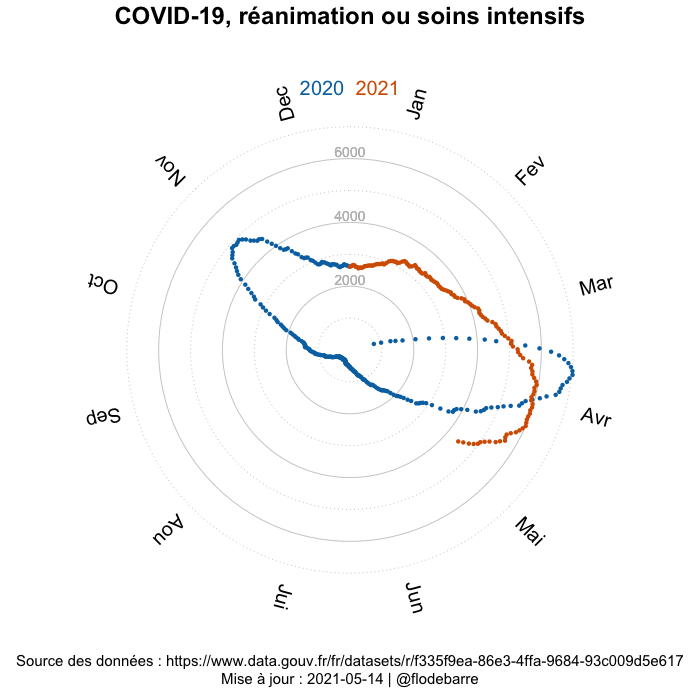 COVID-19, réanimation ou soins intensifs
2020 2021
Dec
Jan
Nov
Fev
6000
4000
2000
Oct
Mar
Sep
Avr
Aou
Mai
Jui
Jun
Source des données : https://www.data.gouv.fr/fr/datasets/r/f335f9ea-86e3-4ffa-9684-93c009d5e617
Mise à jour : 2021-05-14 | @flodebarre